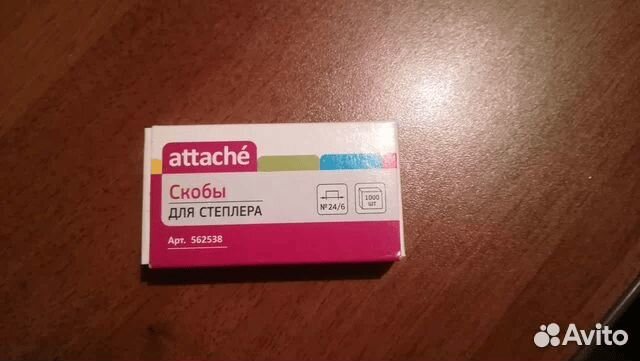 attaché
Скобы
ДЛЯ СТЕПЛЕРА
№24/6
1000
шт
Арт. 562538
Avito